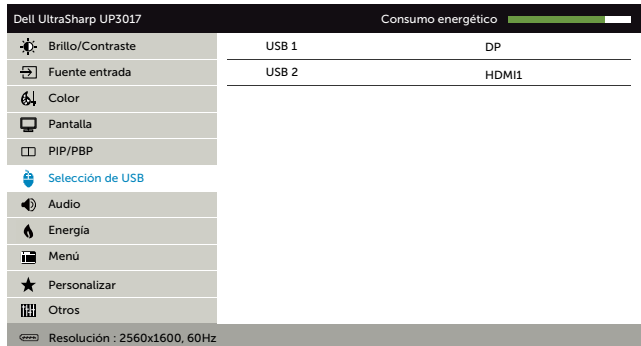 Dell UltraSharp UP3017 Consumo energético
Brillo/Contraste USB 1 DP
Fuente entrada USB 2 HDMI1
Color
Pantalla
PIP/PBP
Selección de USB
Audio
Energía
Menú
Personalizar
Otros
Resolución : 2560x1600, 60Hz